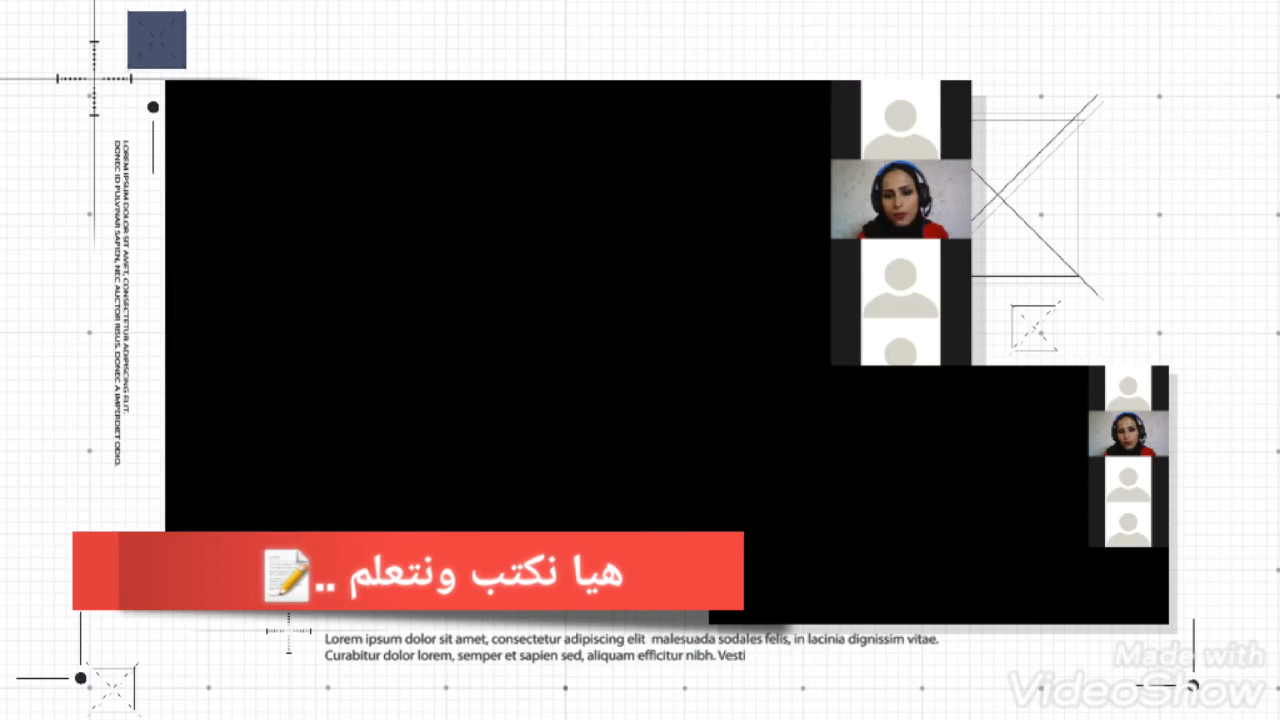 LOREM IPSUM DOLOR SIT AMET, CONSECTETUR ADIPISCING ELIT.
DONEC ID PULVINAR SAPIEN, NEC AUCTOR RISUS. DONEC A IMPERDIET ODIO.
هيا نكتب ونتعلم ..📝
Lorem ipsum dolor sit amet, consectetur adipiscing elit malesuada sodales felis, in lacinia dignissim vitae.
Curabitur dolor lorem, semper et sapien sed, aliquam efficitur nibh. Vesti
Made with
VideoShow